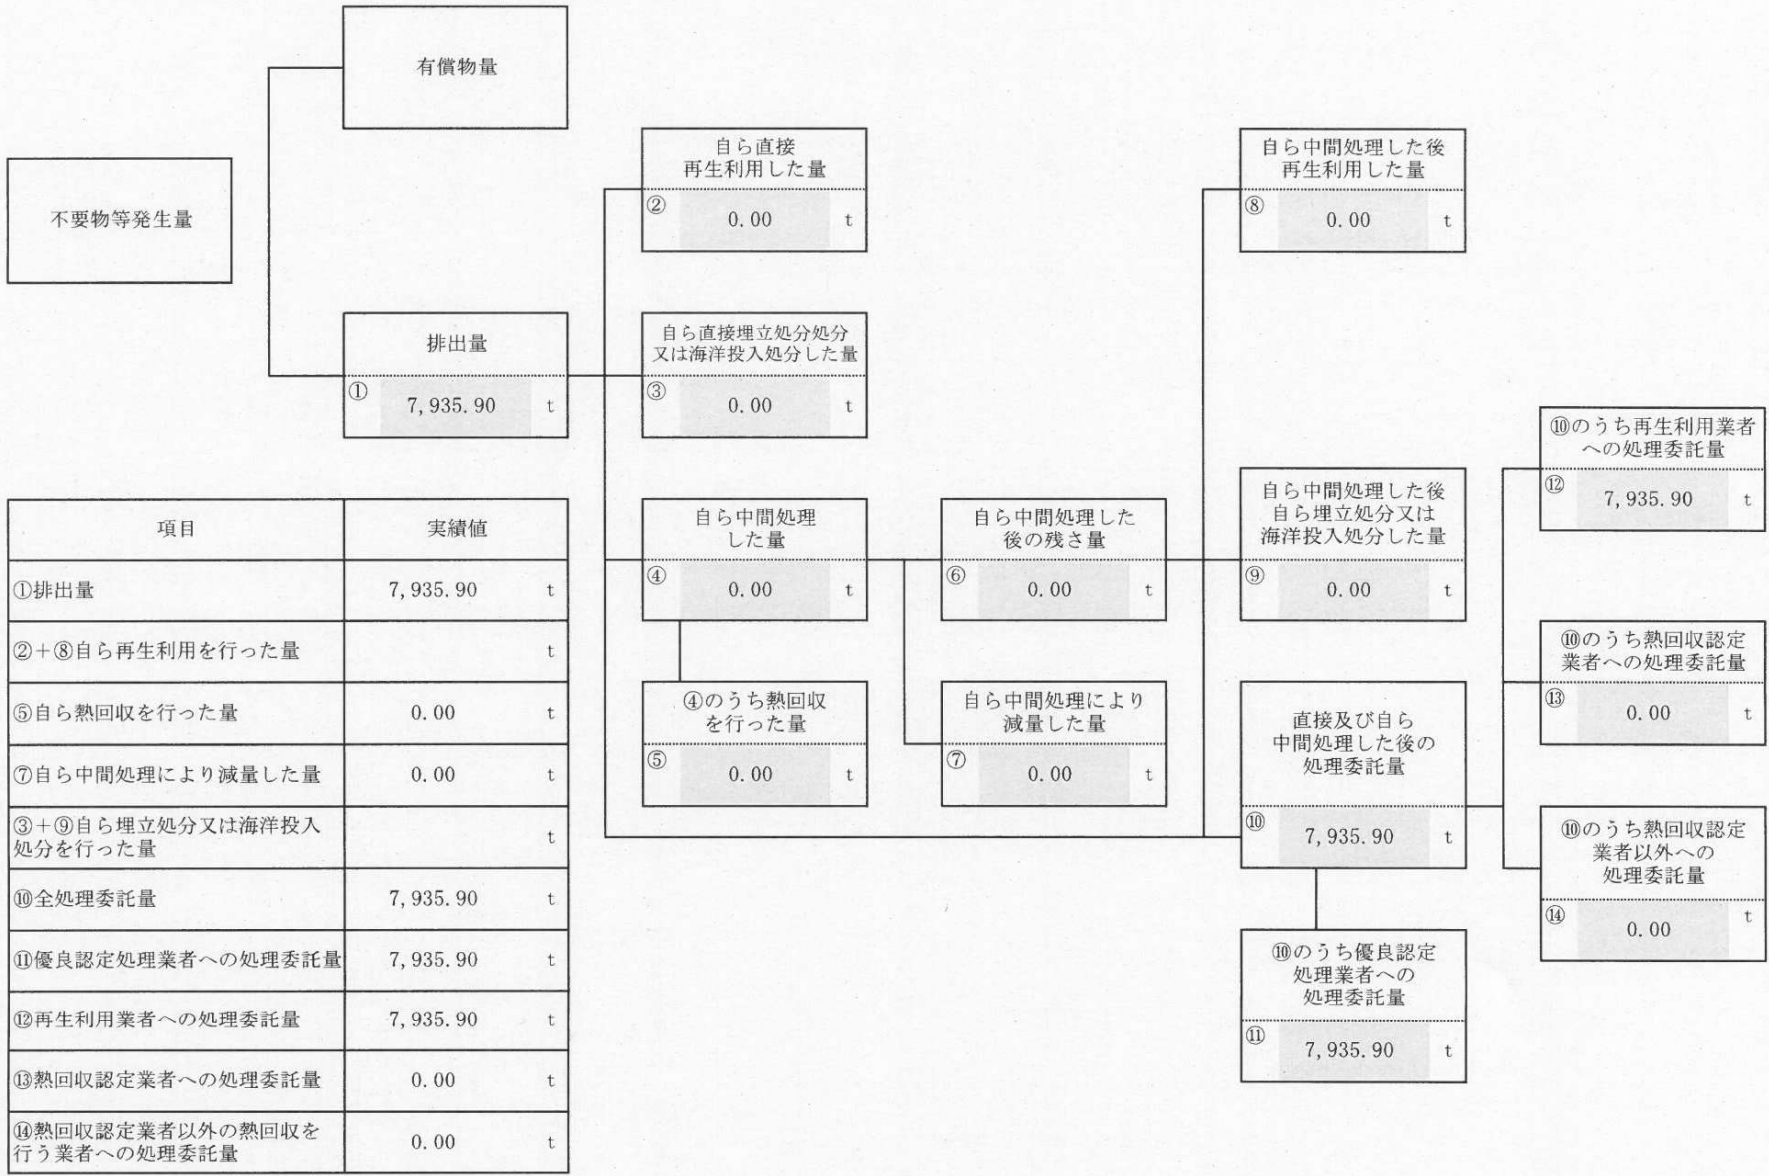 有償物量
不要物等発生量
排出量
① 7,935.90 t
自ら直接
再生利用した量
② 0.00 t
自ら直接埋立処分処分
又は海洋投入処分した量
③ 0.00 t
自ら中間処理
した量
④ 0.00 t
④のうち熱回収
を行った量
⑤ 0.00 t
自ら中間処理した
後の残さ量
⑥ 0.00 t
自ら中間処理により
減量した量
⑦ 0.00 t
自ら中間処理した後
再生利用した量
⑧ 0.00 t
自ら中間処理した後
自ら埋立処分又は
海洋投入処分した量
⑨ 0.00 t
直接及び自ら
中間処理した後の
処理委託量
⑩ 7,935.90 t
⑩のうち優良認定
処理業者への
処理委託量
⑪ 7,935.90 t
⑩のうち再生利用業者
への処理委託量
⑫ 7,935.90 t
⑩のうち熱回収認定
業者への処理委託量
⑬ 0.00 t
⑩のうち熱回収認定
業者以外への
処理委託量
⑭ 0.00 t
項目 実績値
①排出量 7,935.90 t
②＋⑧自ら再生利用を行った量 t
⑤自ら熱回収を行った量 0.00 t
⑦自ら中間処理により減量した量 0.00 t
③＋⑨自ら埋立処分又は海洋投入
処分を行った量 t
⑩全処理委託量 7,935.90 t
⑪優良認定処理業者への処理委託量 7,935.90 t
⑫再生利用業者への処理委託量 7,935.90 t
⑬熱回収認定業者への処理委託量 0.00 t
⑭熱回収認定業者以外の熱回収を
行う業者への処理委託量 0.00 t